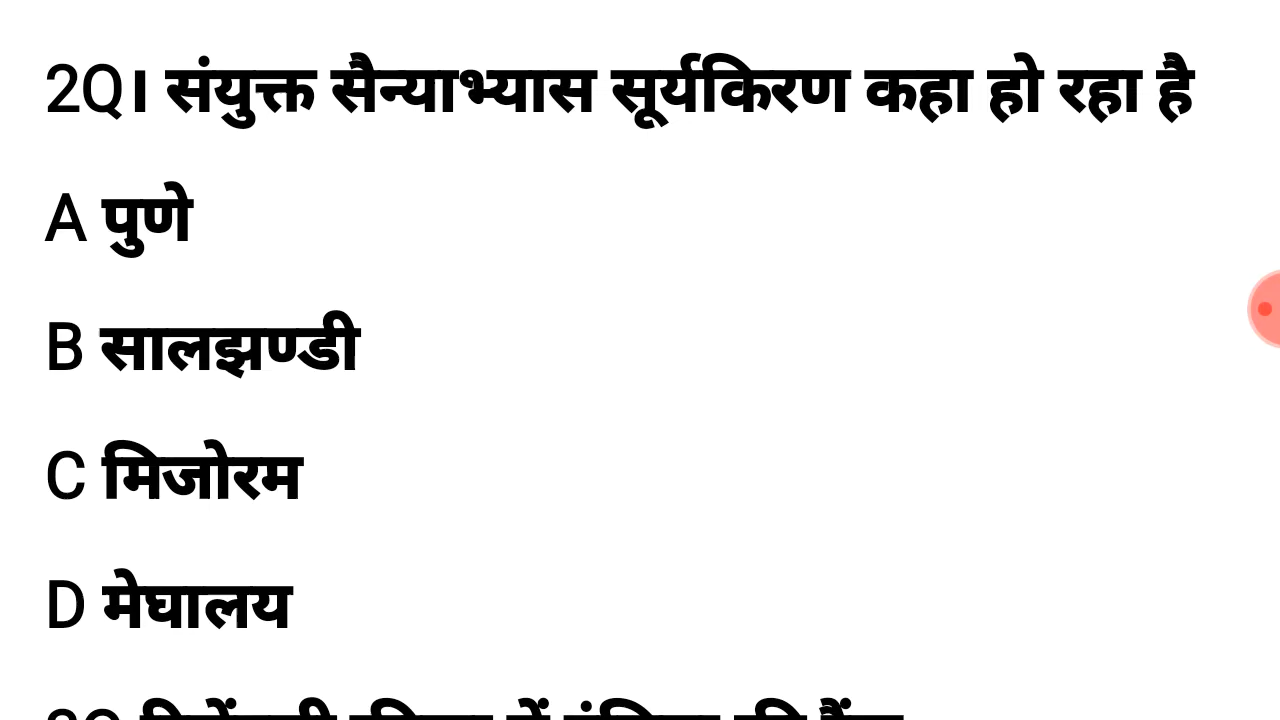 2Q। संयुक्त सैन्याभ्यास सूर्यकिरण कहा हो रहा है
A पुणे
B सालझण्डी
C मिजोरम
D मेघालय